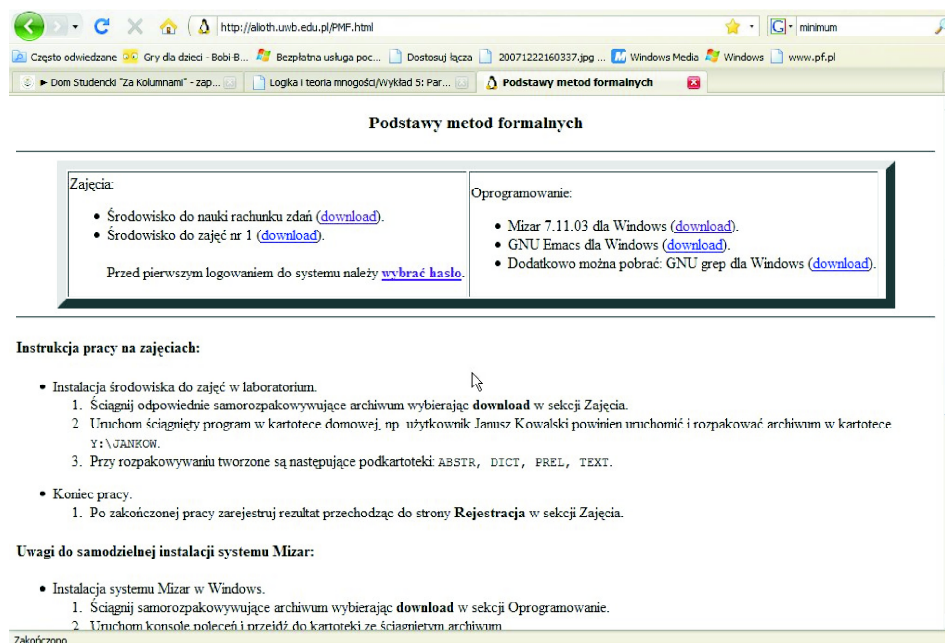 http://alioth.uwb.edu.pl/PMF.html
minimum
Często odwiedzane Gry dla dzieci - Bobi-B... Bezpłatna usługa poc... Dostosuj łącza 20071222160337.jpg ... Windows Media Windows www.pf.pl
Dom Studencki "Za Kolumnami" - zap... Logika i teoria mnogości/Wykład 5: Par... Podstawy metod formalnych
Podstawy metod formalnych
Zajęcia:
• Środowisko do nauki rachunku zdań (download).
• Środowisko do zajęć nr 1 (download).
Przed pierwszym logowaniem do systemu należy wybrać hasło.
Oprogramowanie:
• Mizar 7.11.03 dla Windows (download).
• GNU Emacs dla Windows (download).
• Dodatkowo można pobrać: GNU grep dla Windows (download).
Instrukcja pracy na zajęciach:
• Instalacja środowiska do zajęć w laboratorium.
1. Ściągnij odpowiednie samorozpakowywujące archiwum wybierając download w sekcji Zajęcia.
2. Uruchom ściągnięty program w kartotece domowej, np. użytkownik Janusz Kowalski powinien uruchomić i rozpakować archiwum w kartotece
Y:\JANKOW.
3. Przy rozpakowywaniu tworzone są następujące podkartoteki: ABSTR, DICT, PREL, TEXT.
• Koniec pracy.
1. Po zakończonej pracy zarejestruj rezultat przechodząc do strony Rejestracja w sekcji Zajęcia.
Uwagi do samodzielnej instalacji systemu Mizar:
• Instalacja systemu Mizar w Windows.
1. Ściągnij samorozpakowywujące archiwum wybierając download w sekcji Oprogramowanie.
2. Uruchom konsolę poleceń i przejdź do kartoteki ze ściągniętym archiwum
Zakończono